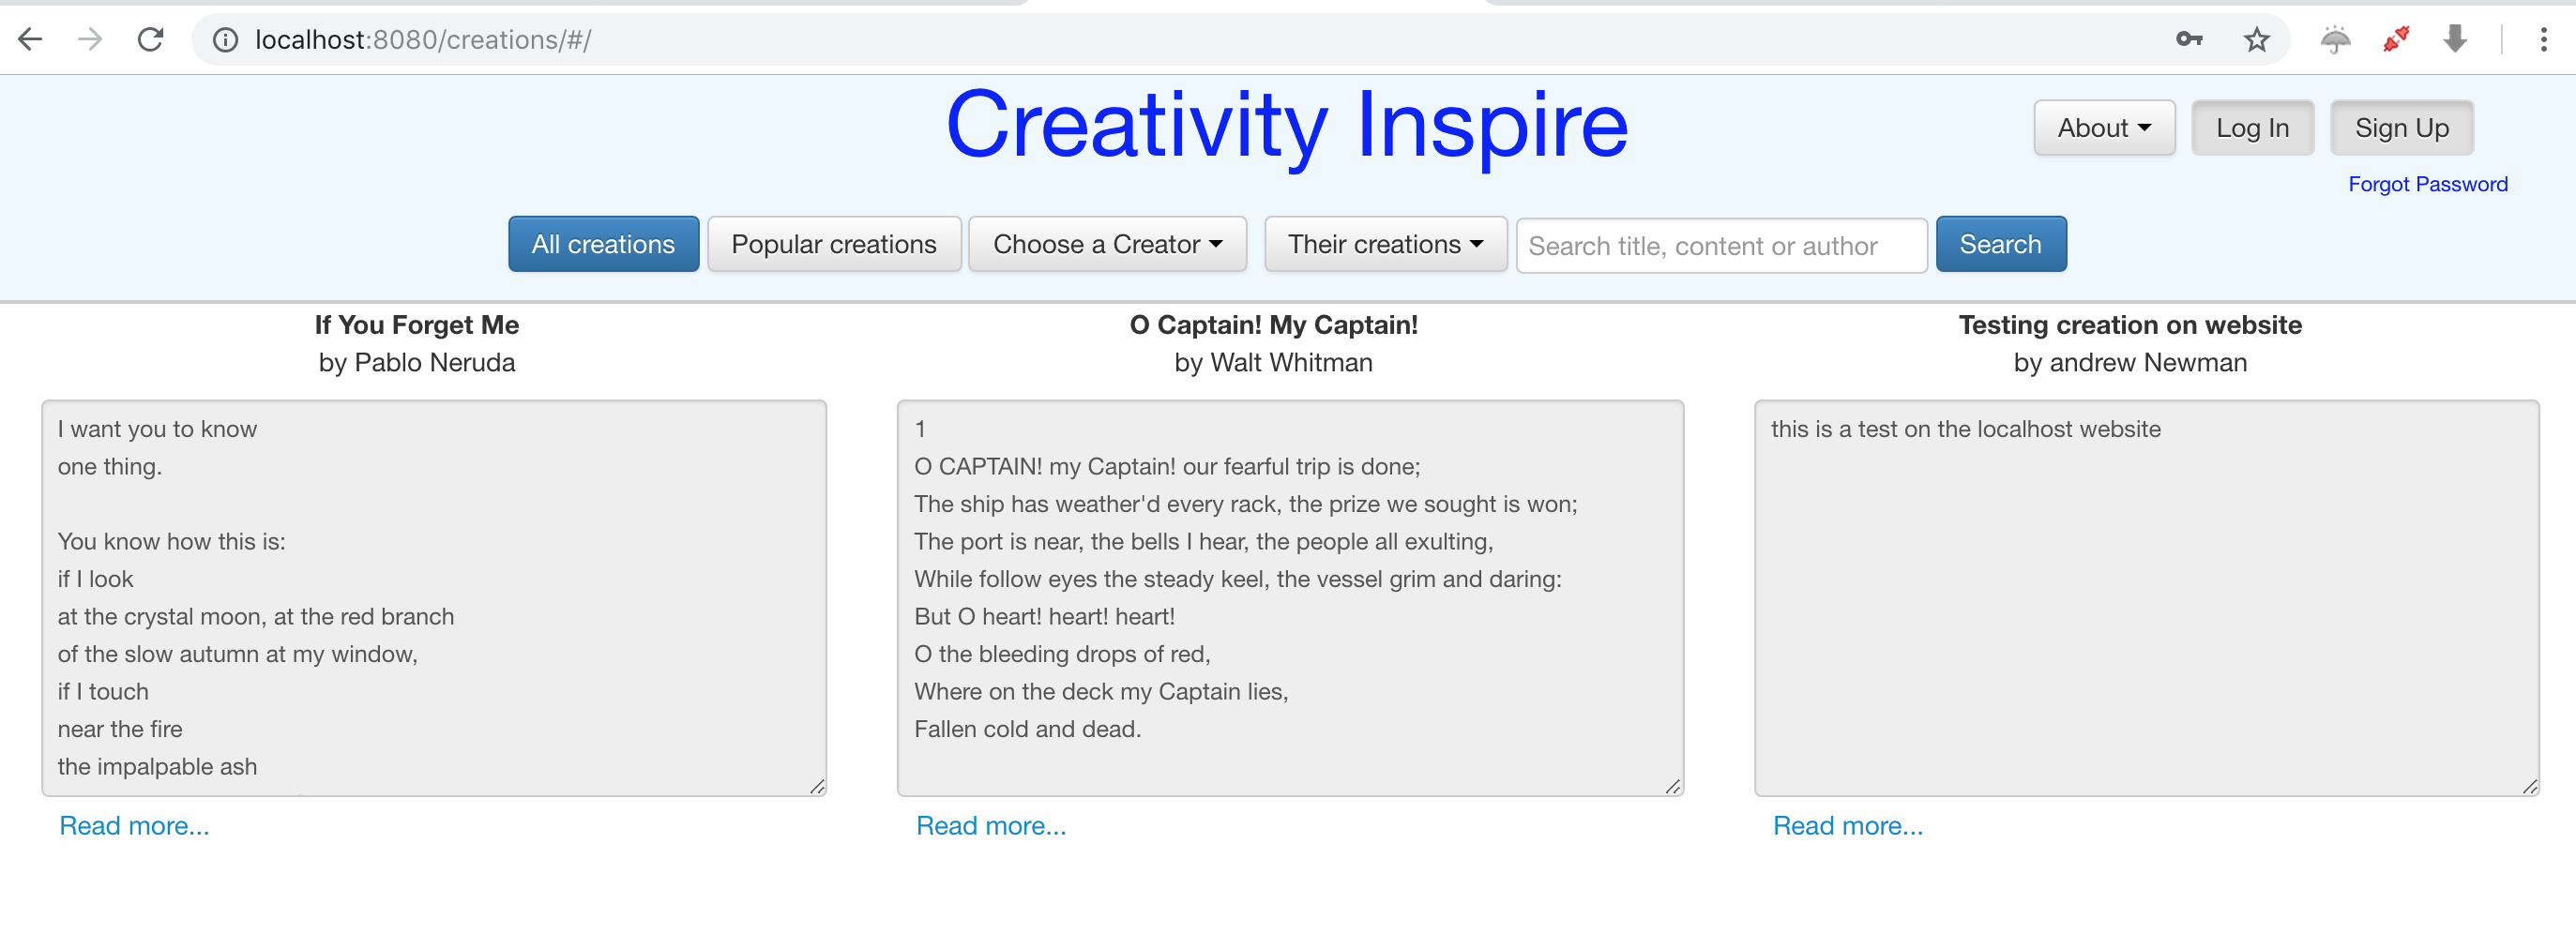 localhost:8080/creations/#/
Creativity Inspire
About
Log In
Sign Up
Forgot Password
All creations
Popular creations
Choose a Creator
Their creations
Search title, content or author
Search
If You Forget Me
by Pablo Neruda
I want you to know
one thing.
You know how this is:
if I look
at the crystal moon, at the red branch
of the slow autumn at my window,
if I touch
near the fire
the impalpable ash
Read more...
O Captain! My Captain!
by Walt Whitman
1
O CAPTAIN! my Captain! our fearful trip is done;
The ship has weather'd every rack, the prize we sought is won;
The port is near, the bells I hear, the people all exulting,
While follow eyes the steady keel, the vessel grim and daring:
But O heart! heart! heart!
O the bleeding drops of red,
Where on the deck my Captain lies,
Fallen cold and dead.
Read more...
Testing creation on website
by andrew Newman
this is a test on the localhost website
Read more...